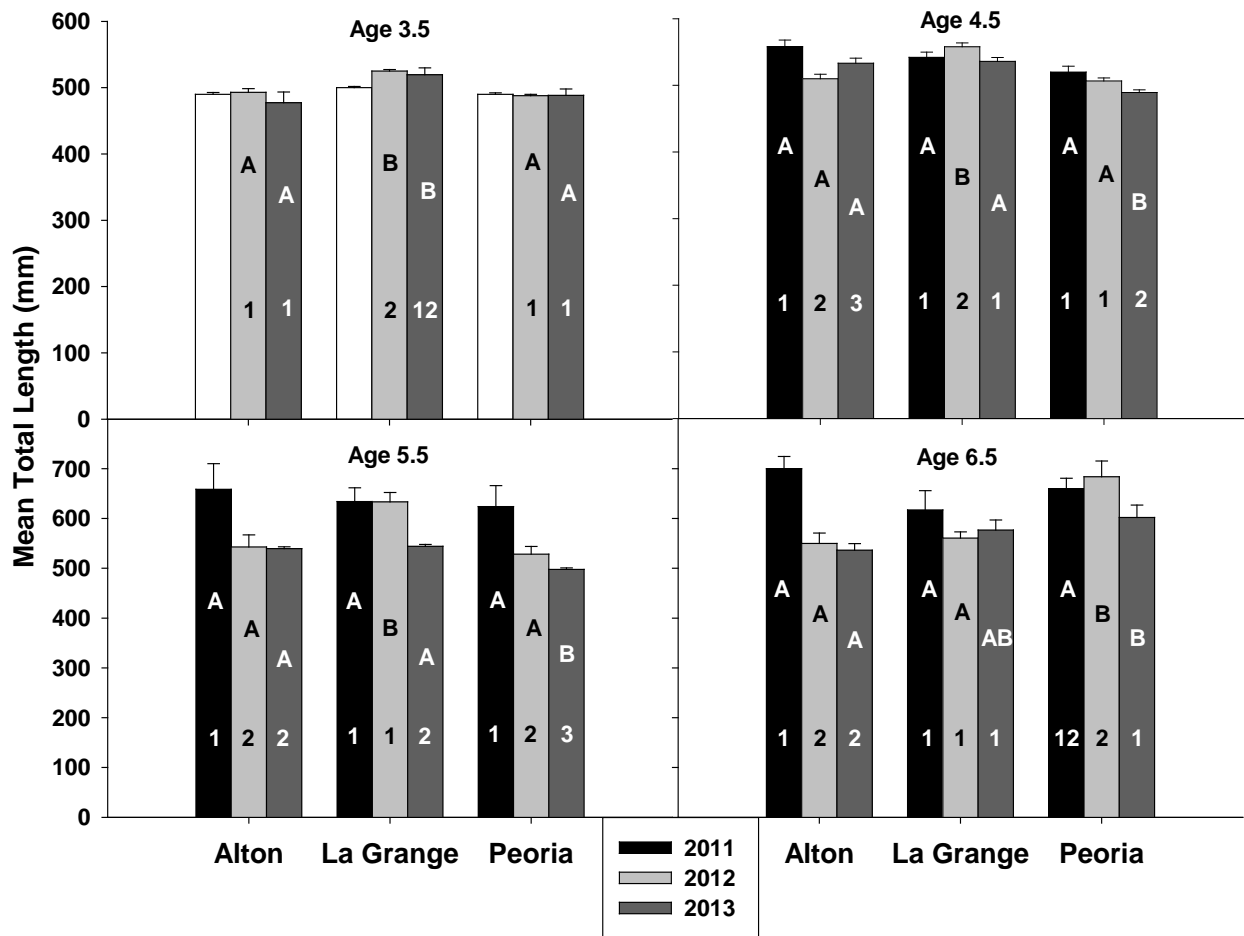 Mean Total Length (mm)
Age 3.5
600
500
400
300
200
100
0
A A B B A A
1 1 2 12 1 1
Age 4.5
A A A A B A A A B
1 2 3 1 2 1 1 1 2
Age 5.5
700
600
500
400
300
200
100
0
A A A A B A A A B
1 2 2 1 1 2 1 2 3
Age 6.5
A A A A A AB A B B
1 2 2 1 1 1 12 2 1
Alton La Grange Peoria
Alton La Grange Peoria
2011
2012
2013